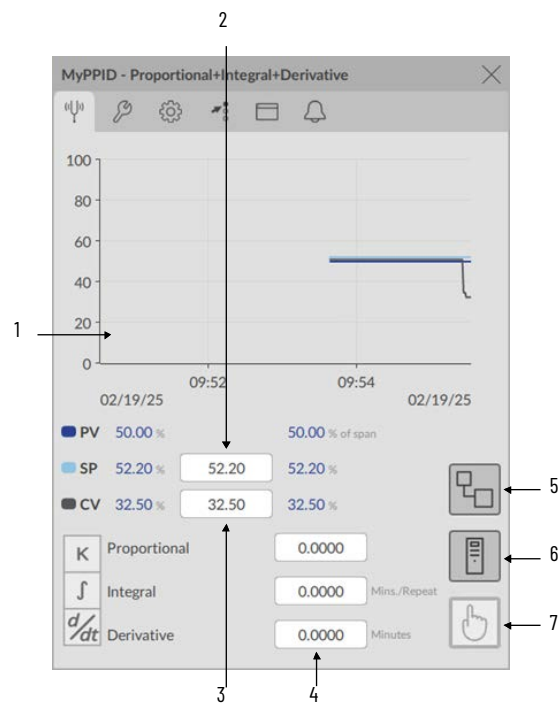 2
MyPPID - Proportional+Integral+Derivative
100
80
60
40
1
20
0
09:52 09:54
02/19/25 02/19/25
PV 50.00 % 50.00 % of span
SP 52.20 % 52.20 52.20 %
5
CV 32.50 % 32.50 32.50 %
K Proportional 0.0000
6
∫ Integral 0.0000 Mins./Repeat
d/dt Derivative 0.0000 Minutes
7
3 4